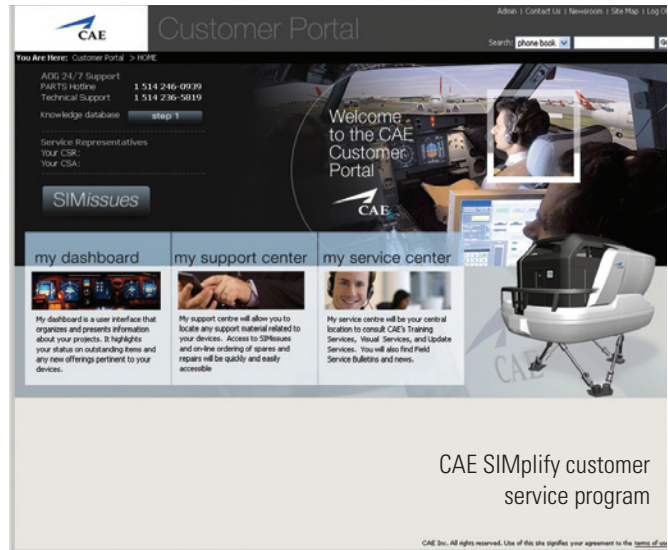 CAE
Customer Portal
Admin | Contact Us | Newsroom | Site Map | Log
Search: phone book
You Are Here: Customer Portal > HOME
AOG 24/7 Support
PARTS Hotline 1 514 246-0939
Technical Support 1 514 236-5819
Knowledge database step 1
Service Representatives
Your CSR:
Your CSA:
SIMissues
Welcome
to the CAE
Customer
Portal
CAE
my dashboard
My dashboard is a user interface that
organizes and presents information
about your projects. It highlights
your status on outstanding items and
any new offerings pertinent to your
devices.
my support center
My support centre will allow you to
locate any support material related to
your devices. Access to SIMissues
and on-line ordering of spares and
repairs will be quickly and easily
accessible
my service center
My service centre will be your central
location to consult CAE's Training
Services, Visual Services, and Update
Services. You will also find Field
Service Bulletins and news.
CAE
CAE SIMplify customer
service program
CAE Inc. All rights reserved. Use of this site signifies your agreement to the terms of use